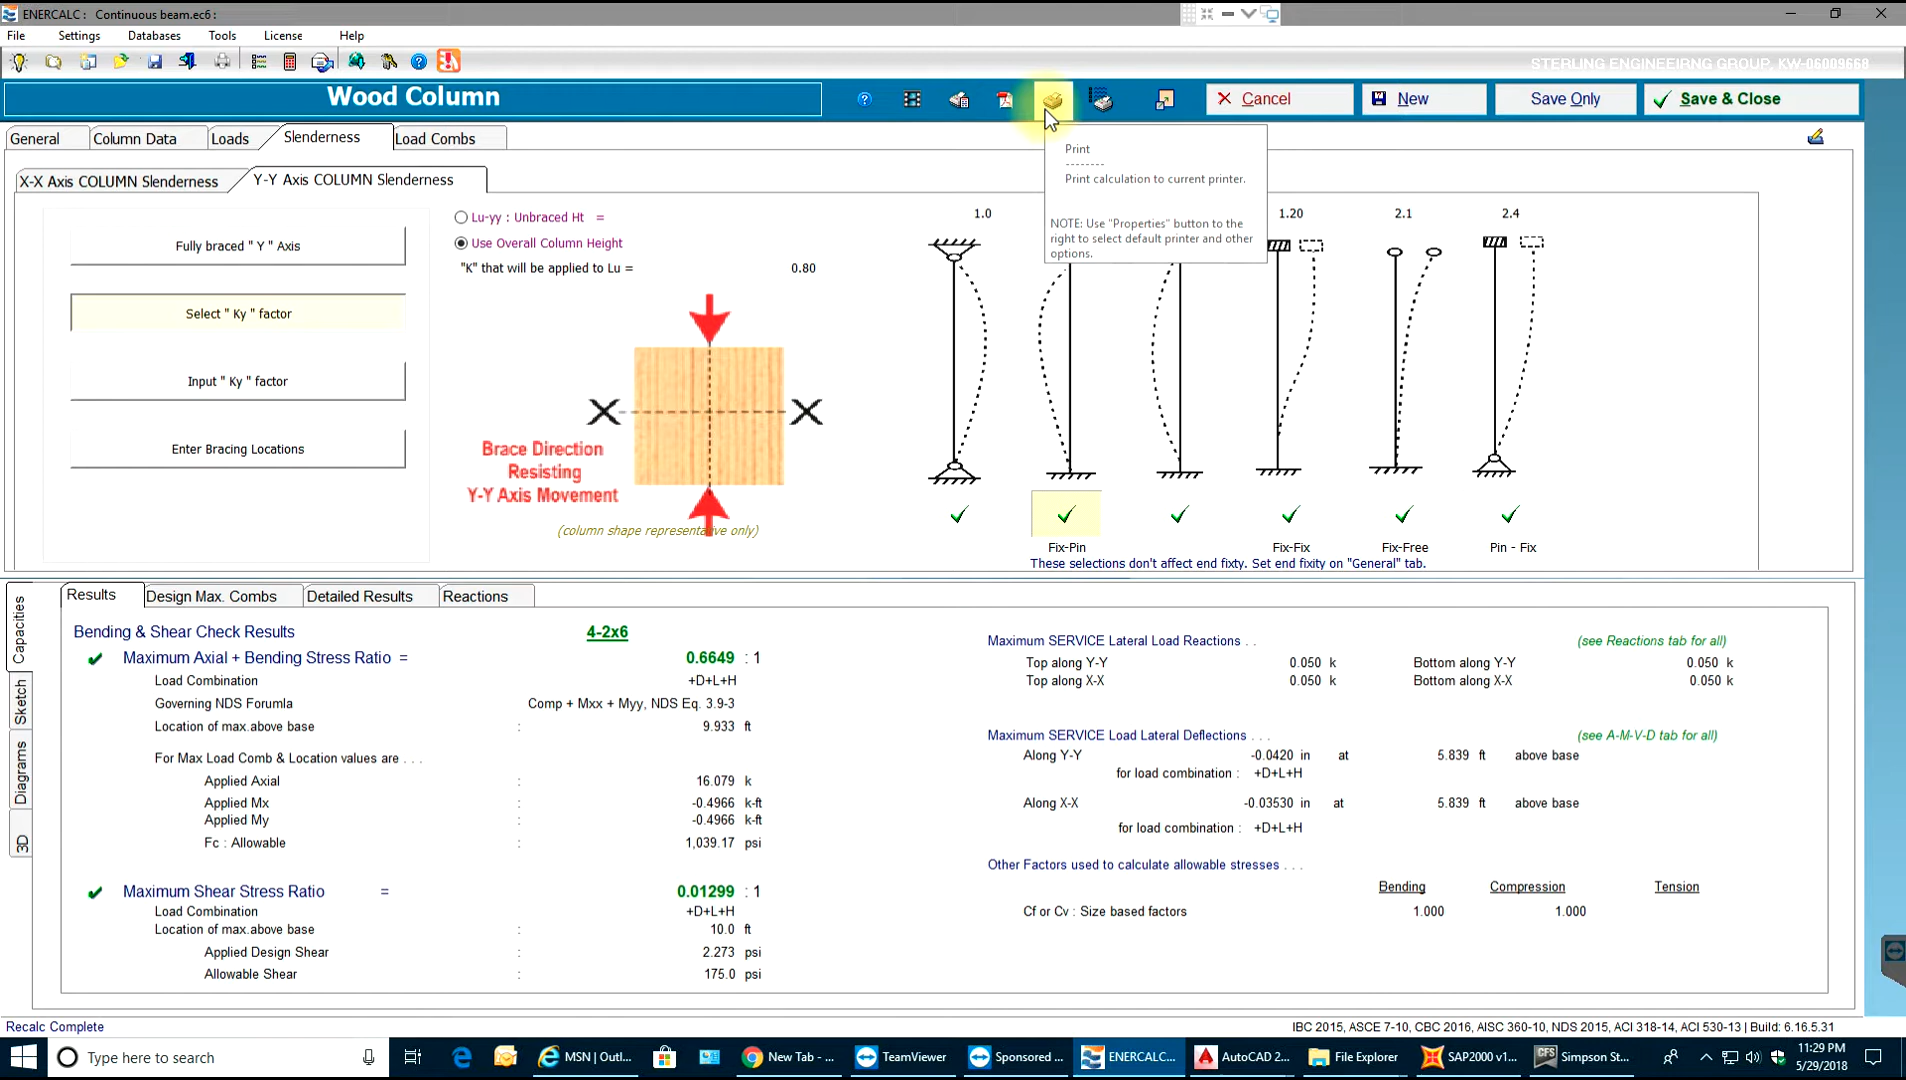 ENERCALC : Continuous beam.ec6:
File Settings Databases Tools License Help
STERLING ENGINEEIRNG GROUP, KW-06009668
Wood Column
Cancel New Save Only Save & Close
General Column Data Loads Slenderness Load Combs
X-X Axis COLUMN Slenderness Y-Y Axis COLUMN Slenderness
Print
--------
Print calculation to current printer.
NOTE: Use "Properties" button to the
right to select default printer and other
options.
Fully braced " Y " Axis
Select " Ky " factor
Input " Ky " factor
Enter Bracing Locations
Lu-yy : Unbraced Ht =
Use Overall Column Height
"K" that will be applied to Lu = 0.80
1.0 1.20 2.1 2.4
X X
Brace Direction
Resisting
Y-Y Axis Movement
(column shape representative only)
Fix-Pin Fix-Fix Fix-Free Pin - Fix
These selections don't affect end fixty. Set end fixity on "General" tab.
Capacities
Sketch
Diagrams
3D
Results Design Max. Combs Detailed Results Reactions
Bending & Shear Check Results 4-2x6
Maximum Axial + Bending Stress Ratio = 0.6649 : 1
Load Combination +D+L+H
Governing NDS Forumla Comp + Mxx + Myy, NDS Eq. 3.9-3
Location of max.above base : 9.933 ft
For Max Load Comb & Location values are . . .
Applied Axial : 16.079 k
Applied Mx : -0.4966 k-ft
Applied My : -0.4966 k-ft
Fc : Allowable : 1,039.17 psi
Maximum Shear Stress Ratio = 0.01299 : 1
Load Combination +D+L+H
Location of max.above base : 10.0 ft
Applied Design Shear : 2.273 psi
Allowable Shear : 175.0 psi
Maximum SERVICE Lateral Load Reactions . . (see Reactions tab for all)
Top along Y-Y 0.050 k Bottom along Y-Y 0.050 k
Top along X-X 0.050 k Bottom along X-X 0.050 k
Maximum SERVICE Load Lateral Deflections . . . (see A-M-V-D tab for all)
Along Y-Y -0.0420 in at 5.839 ft above base
for load combination : +D+L+H
Along X-X -0.03530 in at 5.839 ft above base
for load combination : +D+L+H
Other Factors used to calculate allowable stresses . . .
Bending Compression Tension
Cf or Cv : Size based factors 1.000 1.000
Recalc Complete
IBC 2015, ASCE 7-10, CBC 2016, AISC 360-10, NDS 2015, ACI 318-14, ACI 530-13 | Build: 6.16.5.31
Type here to search
MSN | Outl... New Tab - ... TeamViewer Sponsored ... ENERCALC... AutoCAD 2... File Explorer SAP2000 v1... CFS Simpson St...
11:29 PM
5/29/2018